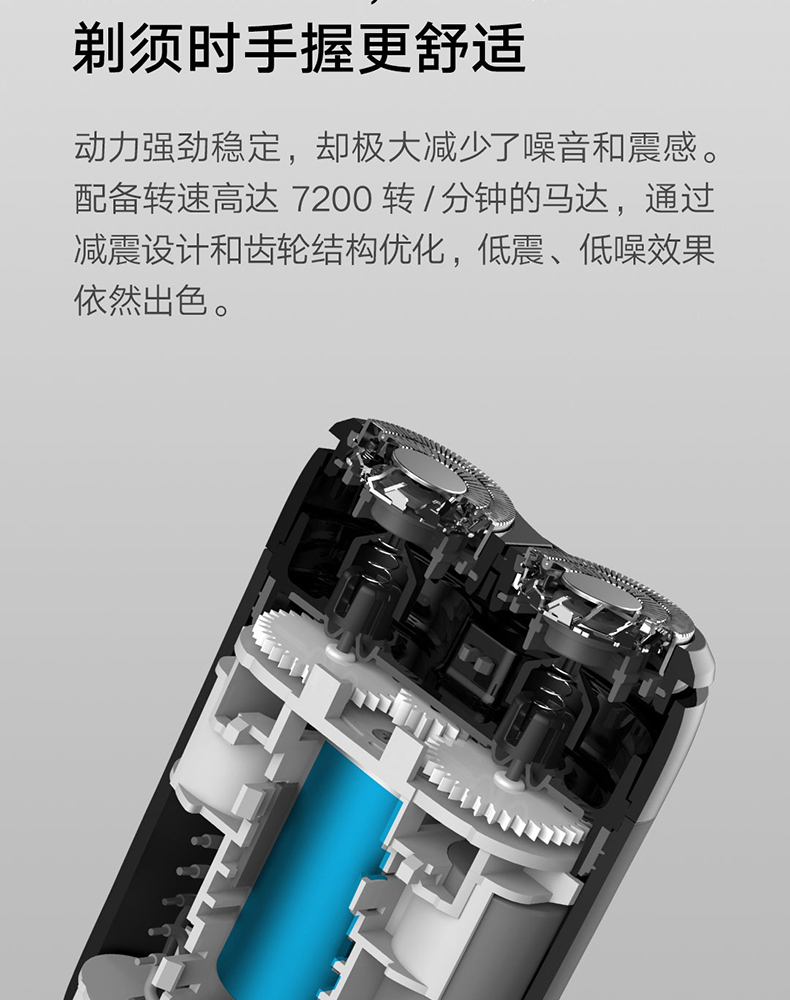 剃须时手握更舒适
动力强劲稳定，却极大减少了噪音和震感。
配备转速高达 7200 转 / 分钟的马达，通过
减震设计和齿轮结构优化，低震、低噪效果
依然出色。